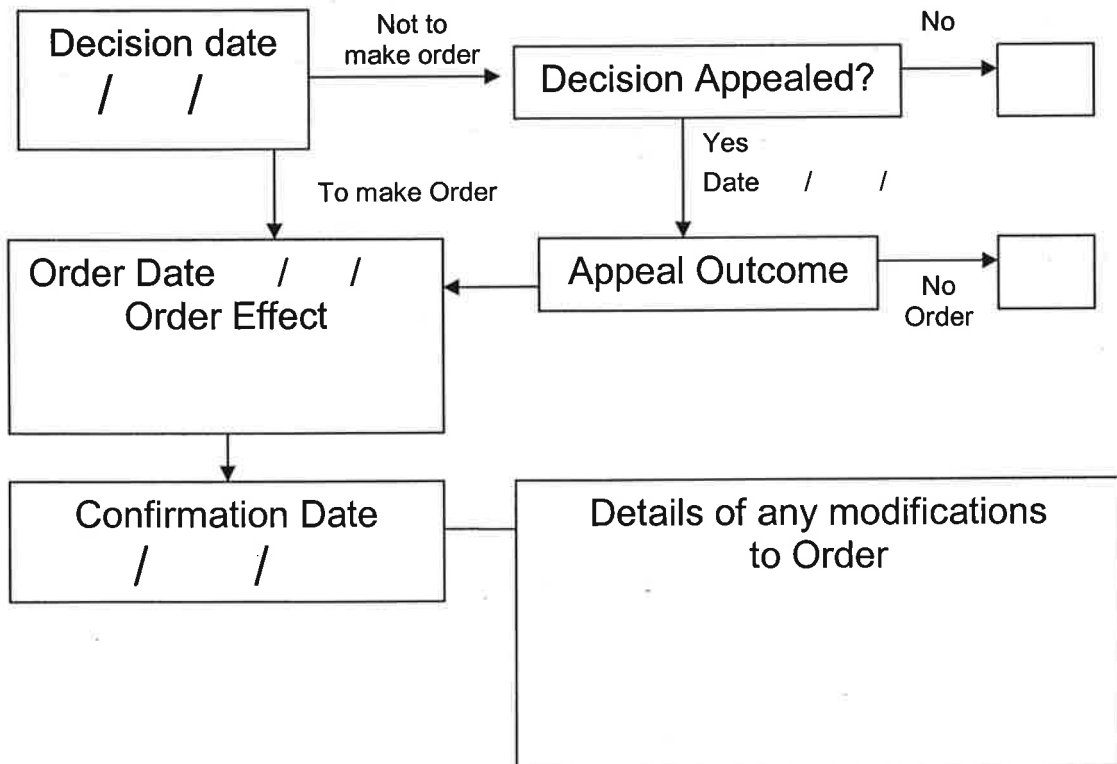 Decision date
/ /
Not to
make order
Decision Appealed?
No
Yes
Date / /
To make Order
Order Date / /
Order Effect
Appeal Outcome
No
Order
Confirmation Date
/ /
Details of any modifications
to Order